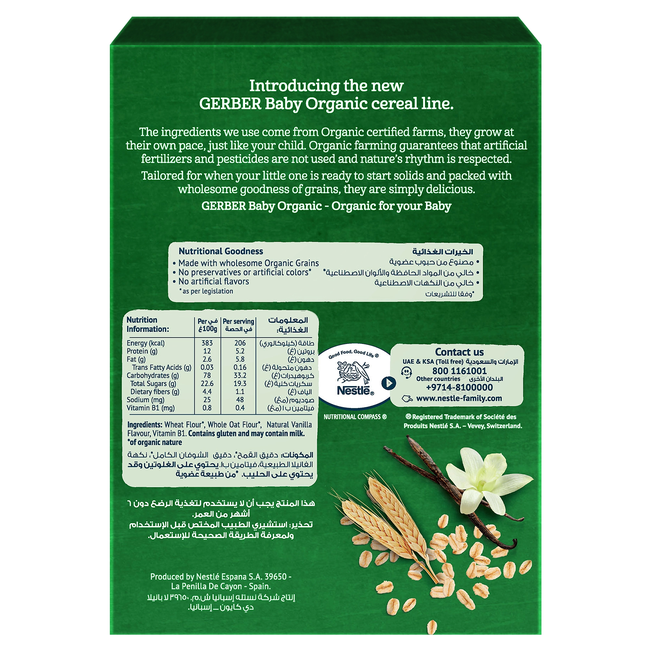 Introducing the new
GERBER Baby Organic cereal line.
The ingredients we use come from Organic certified farms, they grow at
their own pace, just like your child. Organic farming guarantees that artificial
fertilizers and pesticides are not used and nature's rhythm is respected.
Tailored for when your little one is ready to start solids and packed with
wholesome goodness of grains, they are simply delicious.
GERBER Baby Organic - Organic for your Baby
Nutritional Goodness
• Made with wholesome Organic Grains
• No preservatives or artificial colors*
• No artificial flavors
*as per legislation
الخيرات الغذائية
• مصنوع من حبوب عضوية
• خالي من المواد الحافظة والألوان الاصطناعية*
• خالي من النكهات الاصطناعية
*وفقا للتشريعات
Nutrition Information: Per في 100g غ Per serving في الحصة المعلومات الغذائية:
Energy (kcal) 383 206 طاقة (كيلوكالوري)
Protein (g) 12 5.2 بروتين (غ)
Fat (g) 2.6 5.8 دهون (غ)
Trans Fatty Acids (g) 0.03 0.16 دهون متحولة (غ)
Carbohydrates (g) 78 33.2 كربوهيدرات (غ)
Total Sugars (g) 22.6 19.3 سكريات كلية (غ)
Dietary fibers (g) 4.4 1.1 ألياف (غ)
Sodium (mg) 25 48 صوديوم (مغ)
Vitamin B1 (mg) 0.8 0.4 فيتامين ب١ (مغ)
Ingredients: Wheat Flour*, Whole Oat Flour*, Natural Vanilla
Flavour, Vitamin B1. Contains gluten and may contain milk.
*of organic nature
المكونات: دقيق القمح*، دقيق الشوفان الكامل*، نكهة
الفانيلا الطبيعية، فيتامين ب١. يحتوي على الغلوتين وقد
يحتوي على الحليب. *من طبيعة عضوية
Good Food, Good Life®
Nestlé®
NUTRITIONAL COMPASS®
Contact us
UAE & KSA (Toll free) الإمارات والسعودية
800 1161001
Other countries البلدان الأخرى
+9714-8100000
www.nestle-family.com
® Registered Trademark of Société des
Produits Nestlé S.A. – Vevey, Switzerland.
هذا المنتج يجب أن لا يستخدم لتغذية الرضع دون ٦
أشهر من العمر.
تحذير: استشيري الطبيب المختص قبل الإستخدام
ولمعرفة الطريقة الصحيحة للإستعمال.
Produced by Nestlé Espana S.A. 39650 -
La Penilla De Cayon - Spain.
إنتاج شركة نستله إسبانيا ش.م. ٣٩٦٥٠ لا بانيلا
دي كايون – إسبانيا.